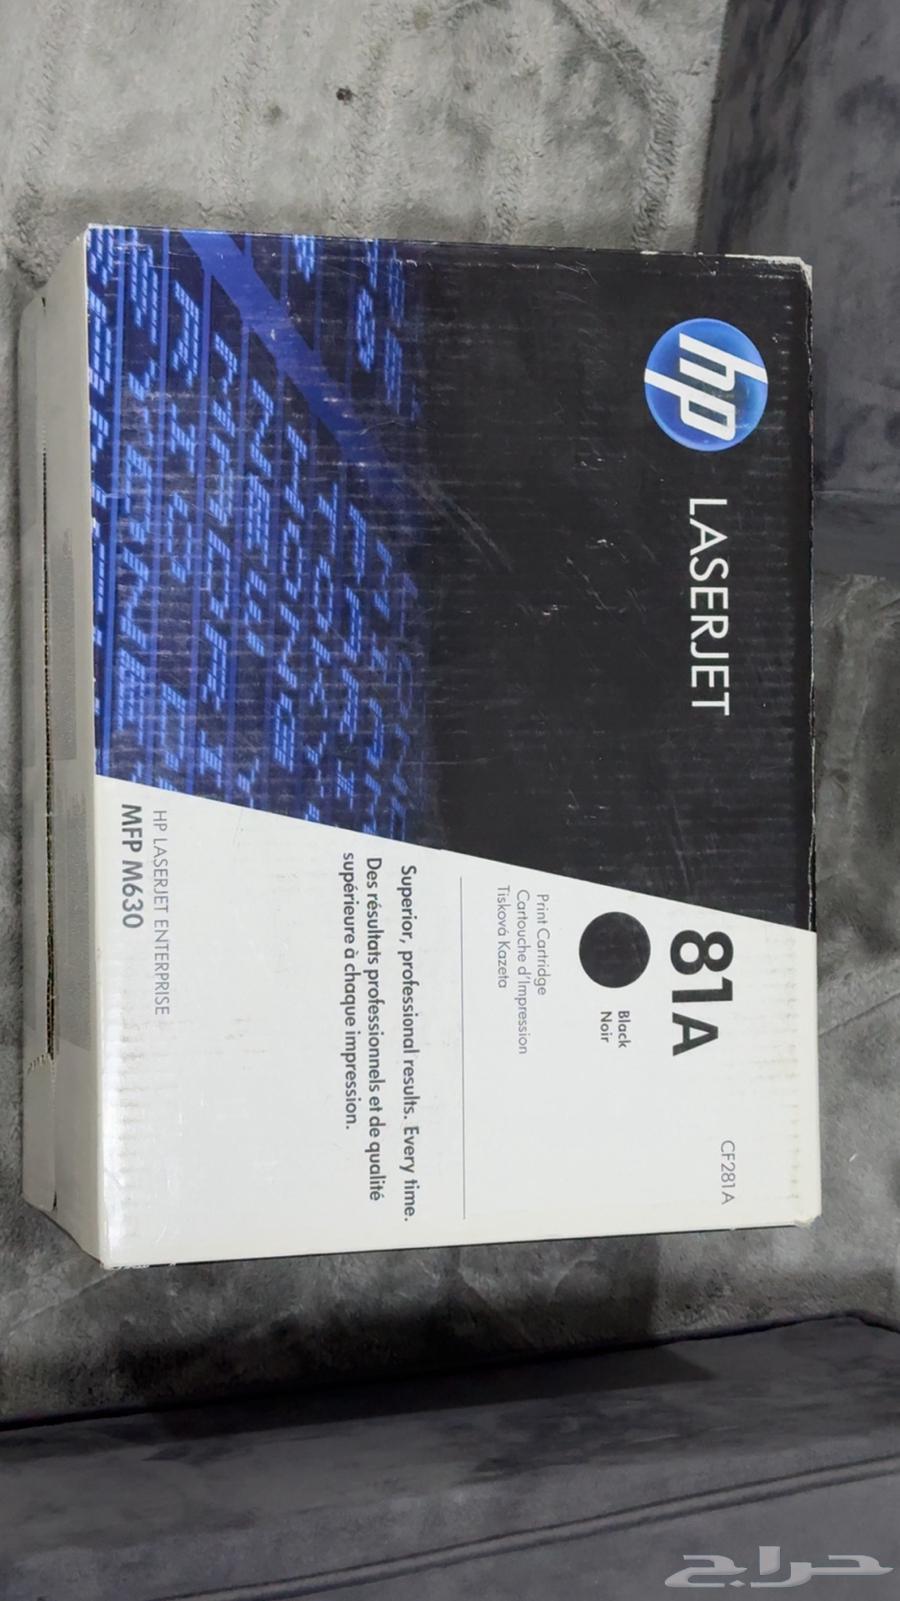 hp LASERJET
81A
CF281A
Black
Noir
Print Cartridge
Cartouche d'Impression
Tisková Kazeta
Superior, professional results. Every time.
Des résultats professionnels et de qualité
supérieure à chaque impression.
HP LASERJET ENTERPRISE
MFP M630
حراج